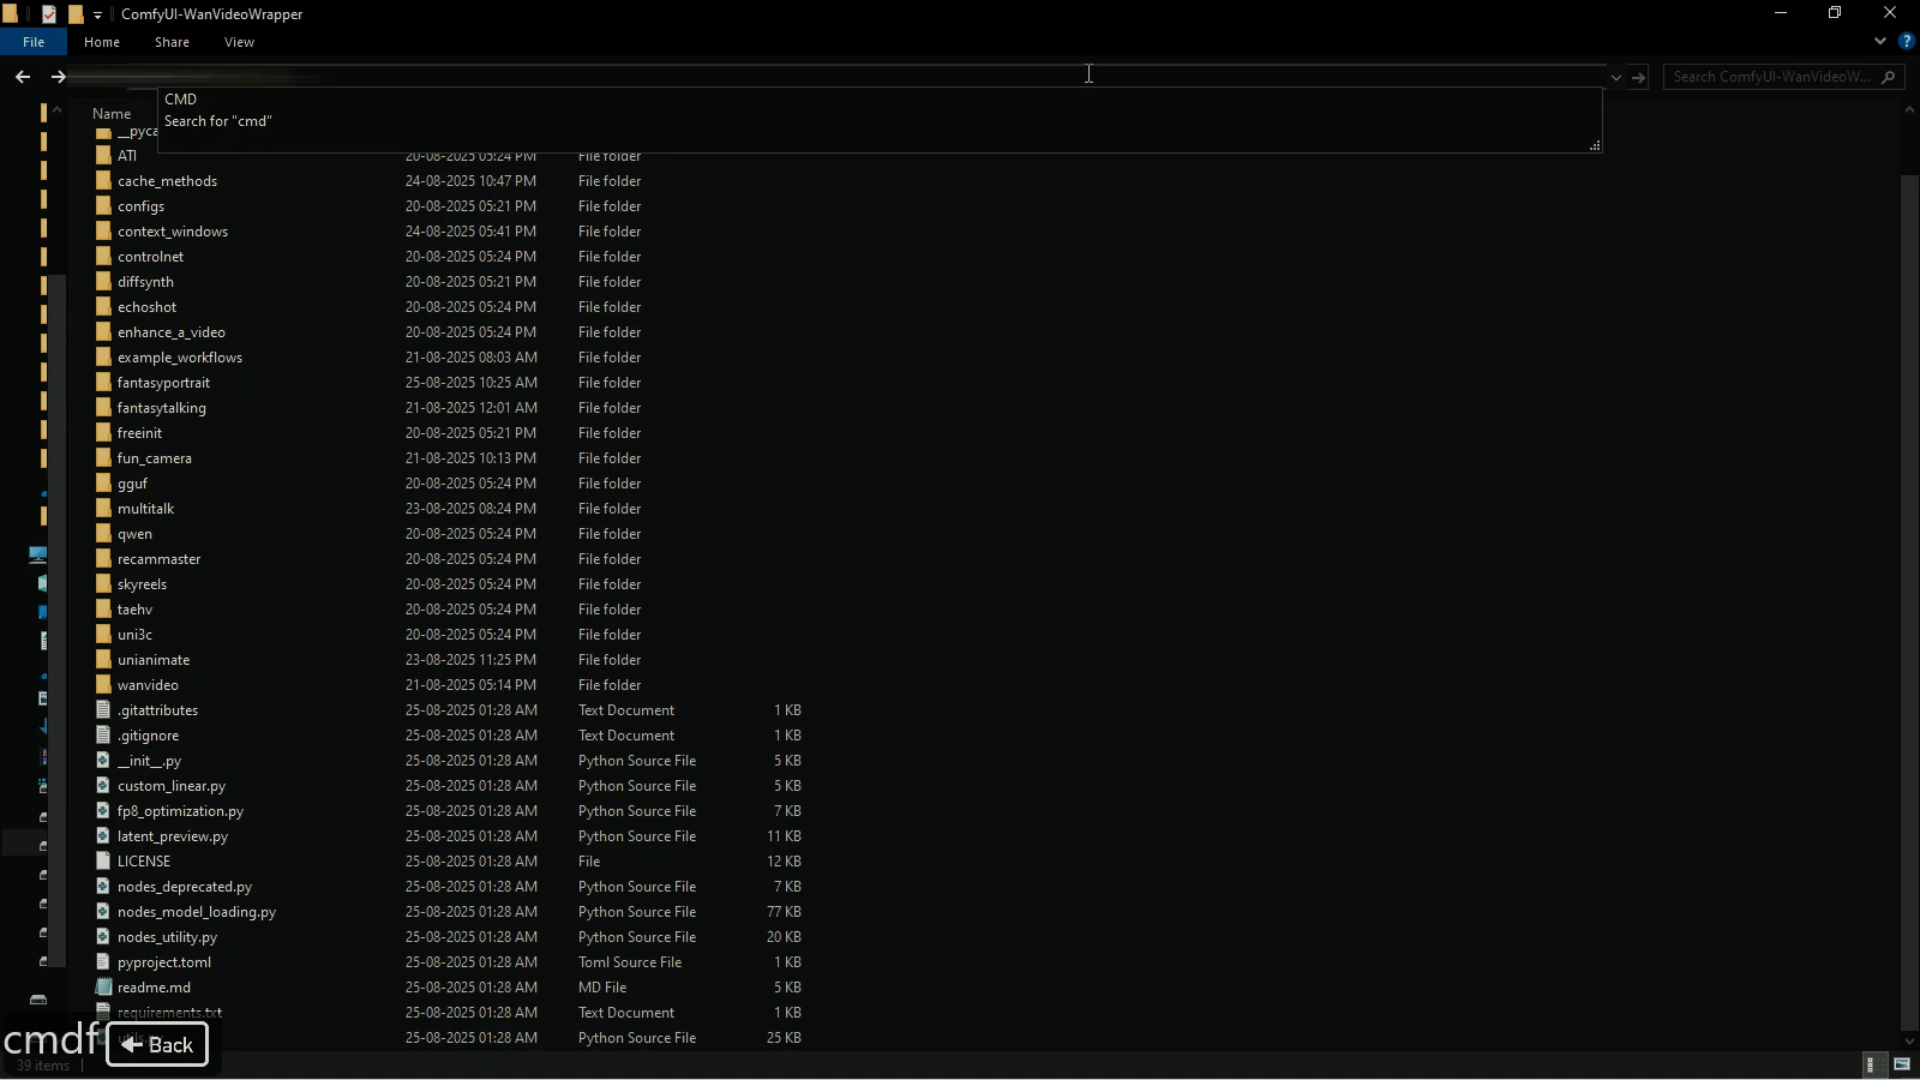 ComfyUI-WanVideoWrapper
File Home Share View
Search ComfyUI-WanVideoW...
CMD
Search for "cmd"
Name
__pyca
ATI 20-08-2025 05:24 PM File folder
cache_methods 24-08-2025 10:47 PM File folder
configs 20-08-2025 05:21 PM File folder
context_windows 24-08-2025 05:41 PM File folder
controlnet 20-08-2025 05:24 PM File folder
diffsynth 20-08-2025 05:21 PM File folder
echoshot 20-08-2025 05:24 PM File folder
enhance_a_video 20-08-2025 05:24 PM File folder
example_workflows 21-08-2025 08:03 AM File folder
fantasyportrait 25-08-2025 10:25 AM File folder
fantasytalking 21-08-2025 12:01 AM File folder
freeinit 20-08-2025 05:21 PM File folder
fun_camera 21-08-2025 10:13 PM File folder
gguf 20-08-2025 05:24 PM File folder
multitalk 23-08-2025 08:24 PM File folder
qwen 20-08-2025 05:24 PM File folder
recammaster 20-08-2025 05:24 PM File folder
skyreels 20-08-2025 05:24 PM File folder
taehv 20-08-2025 05:24 PM File folder
uni3c 20-08-2025 05:24 PM File folder
unianimate 23-08-2025 11:25 PM File folder
wanvideo 21-08-2025 05:14 PM File folder
.gitattributes 25-08-2025 01:28 AM Text Document 1 KB
.gitignore 25-08-2025 01:28 AM Text Document 1 KB
__init__.py 25-08-2025 01:28 AM Python Source File 5 KB
custom_linear.py 25-08-2025 01:28 AM Python Source File 5 KB
fp8_optimization.py 25-08-2025 01:28 AM Python Source File 7 KB
latent_preview.py 25-08-2025 01:28 AM Python Source File 11 KB
LICENSE 25-08-2025 01:28 AM File 12 KB
nodes_deprecated.py 25-08-2025 01:28 AM Python Source File 7 KB
nodes_model_loading.py 25-08-2025 01:28 AM Python Source File 77 KB
nodes_utility.py 25-08-2025 01:28 AM Python Source File 20 KB
pyproject.toml 25-08-2025 01:28 AM Toml Source File 1 KB
readme.md 25-08-2025 01:28 AM MD File 5 KB
requirements.txt 25-08-2025 01:28 AM Text Document 1 KB
25-08-2025 01:28 AM Python Source File 25 KB
cmdf ← Back
39 items